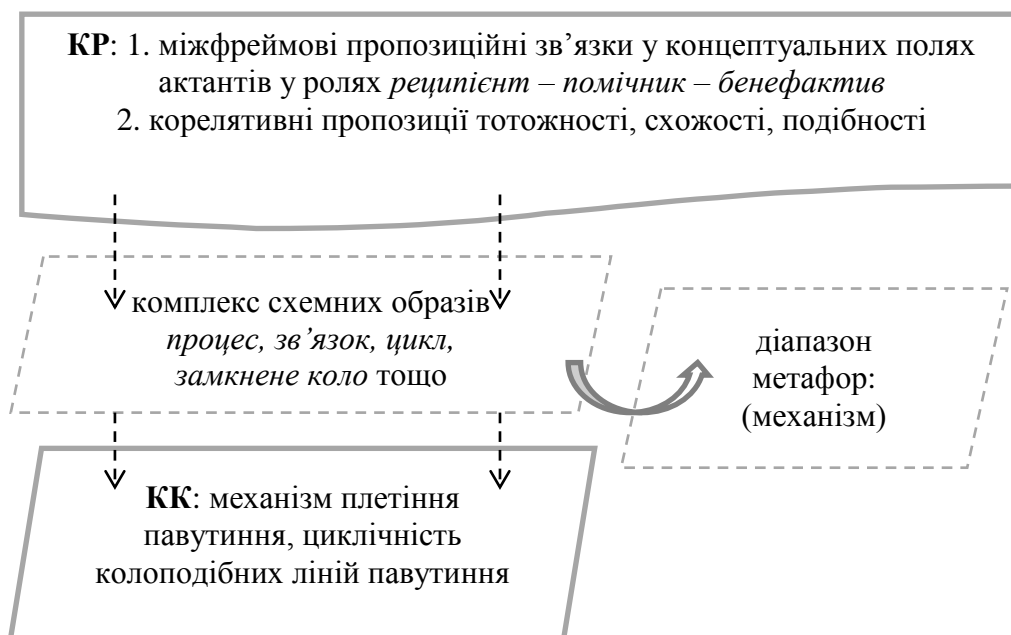 КР: 1. міжфреймові пропозиційні зв’язки у концептуальних полях
актантів у ролях реципієнт – помічник – бенефактив
2. корелятивні пропозиції тотожності, схожості, подібності
комплекс схемних образів
процес, зв’язок, цикл,
замкнене коло тощо
діапазон
метафор:
(механізм)
КК: механізм плетіння
павутиння, циклічність
колоподібних ліній павутиння